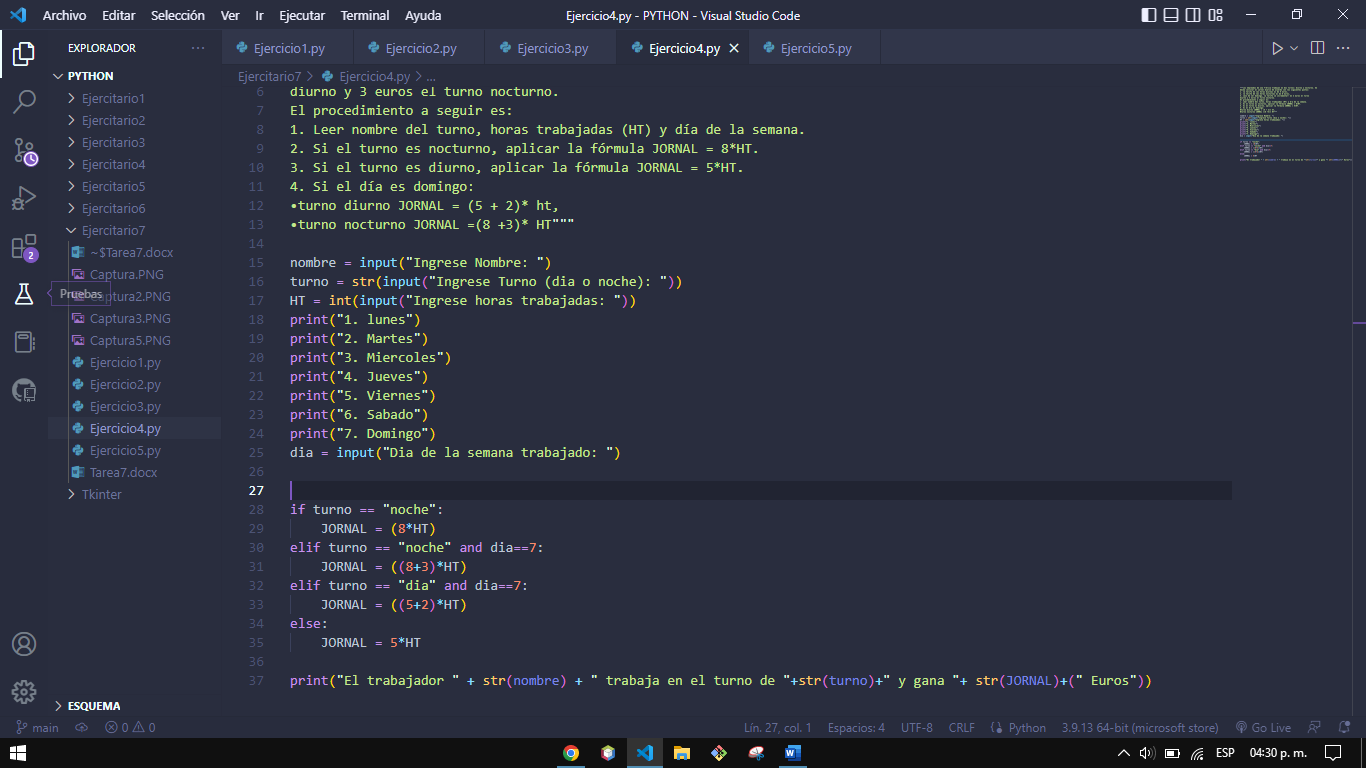 Archivo Editar Selección Ver Ir Ejecutar Terminal Ayuda
Ejercicio4.py - PYTHON - Visual Studio Code
EXPLORADOR
PYTHON
Ejercitario1
Ejercitario2
Ejercitario3
Ejercitario4
Ejercitario5
Ejercitario6
Ejercitario7
~$Tarea7.docx
Captura.PNG
Captura2.PNG
Captura3.PNG
Captura5.PNG
Ejercicio1.py
Ejercicio2.py
Ejercicio3.py
Ejercicio4.py
Ejercicio5.py
Tarea7.docx
Tkinter
Pruebas
2
ESQUEMA
Ejercicio1.py Ejercicio2.py Ejercicio3.py Ejercicio4.py Ejercicio5.py
Ejercitario7 > Ejercicio4.py > ...
6 diurno y 3 euros el turno nocturno.
7 El procedimiento a seguir es:
8 1. Leer nombre del turno, horas trabajadas (HT) y día de la semana.
9 2. Si el turno es nocturno, aplicar la fórmula JORNAL = 8*HT.
10 3. Si el turno es diurno, aplicar la fórmula JORNAL = 5*HT.
11 4. Si el día es domingo:
12 •turno diurno JORNAL = (5 + 2)* ht,
13 •turno nocturno JORNAL =(8 +3)* HT"""
14
15 nombre = input("Ingrese Nombre: ")
16 turno = str(input("Ingrese Turno (dia o noche): "))
17 HT = int(input("Ingrese horas trabajadas: "))
18 print("1. lunes")
19 print("2. Martes")
20 print("3. Miercoles")
21 print("4. Jueves")
22 print("5. Viernes")
23 print("6. Sabado")
24 print("7. Domingo")
25 dia = input("Dia de la semana trabajado: ")
26
27
28 if turno == "noche":
29 JORNAL = (8*HT)
30 elif turno == "noche" and dia==7:
31 JORNAL = ((8+3)*HT)
32 elif turno == "dia" and dia==7:
33 JORNAL = ((5+2)*HT)
34 else:
35 JORNAL = 5*HT
36
37 print("El trabajador " + str(nombre) + " trabaja en el turno de "+str(turno)+" y gana "+ str(JORNAL)+(" Euros"))
main 0 0 Lín. 27, col. 1 Espacios: 4 UTF-8 CRLF Python 3.9.13 64-bit (microsoft store) Go Live
ESP 04:30 p. m.